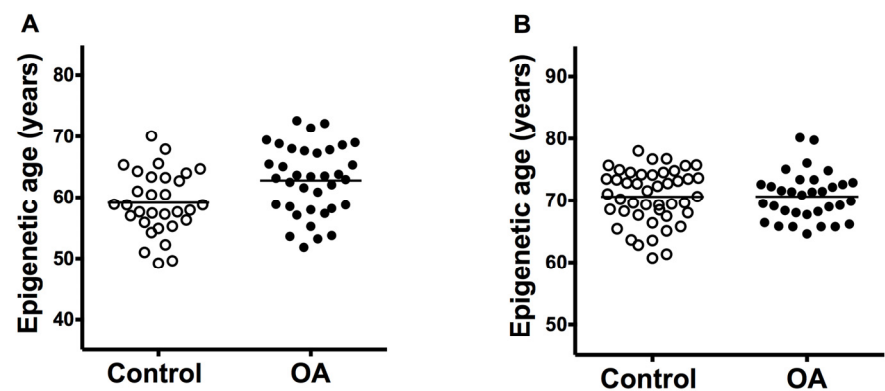 A
Epigenetic age (years)
80
70
60
50
40
Control OA
B
Epigenetic age (years)
90
80
70
60
50
Control OA